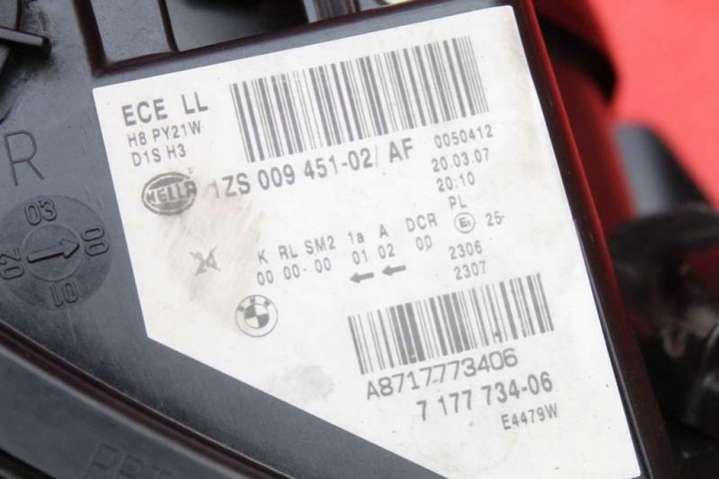 ECE LL
H8 PY21W
D1S H3
HELLA
1ZS 009 451-02/ AF
0050412
20.03.07
20:10
K RL SM2 1a A DCR PL
00 00-00 01 02 00 E1 25
24
2306
2307
A8717773406
7 177 734-06
E4479W
R
03
02 00
01